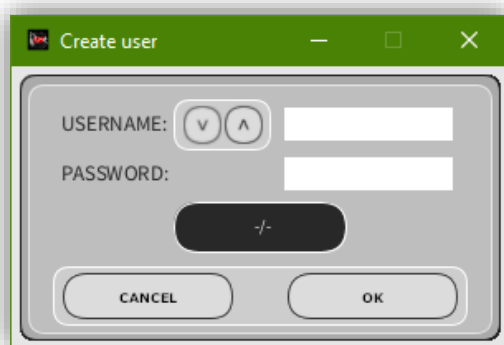 Create user
USERNAME: v ʌ
PASSWORD:
-/-
CANCEL OK